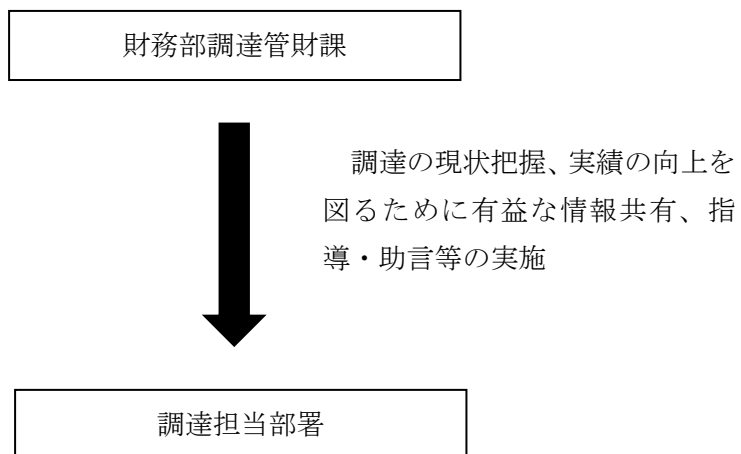 財務部調達管財課
調達の現状把握、実績の向上を
図るために有益な情報共有、指
導・助言等の実施
調達担当部署